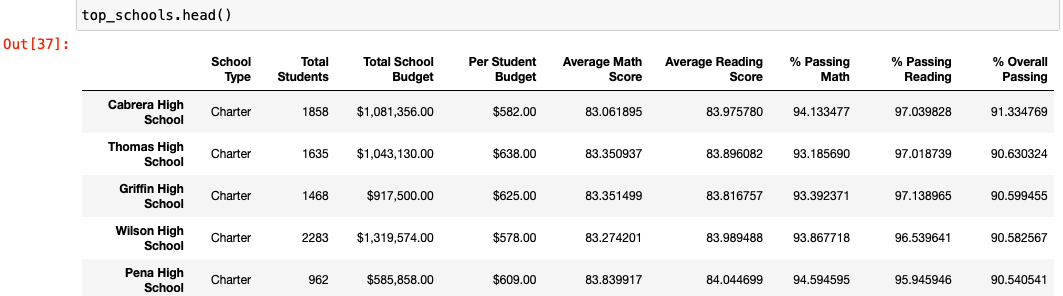 top_schools.head()
Out[37]:
School Type Total Students Total School Budget Per Student Budget Average Math Score Average Reading Score % Passing Math % Passing Reading % Overall Passing
Cabrera High School Charter 1858 $1,081,356.00 $582.00 83.061895 83.975780 94.133477 97.039828 91.334769
Thomas High School Charter 1635 $1,043,130.00 $638.00 83.350937 83.896082 93.185690 97.018739 90.630324
Griffin High School Charter 1468 $917,500.00 $625.00 83.351499 83.816757 93.392371 97.138965 90.599455
Wilson High School Charter 2283 $1,319,574.00 $578.00 83.274201 83.989488 93.867718 96.539641 90.582567
Pena High School Charter 962 $585,858.00 $609.00 83.839917 84.044699 94.594595 95.945946 90.540541